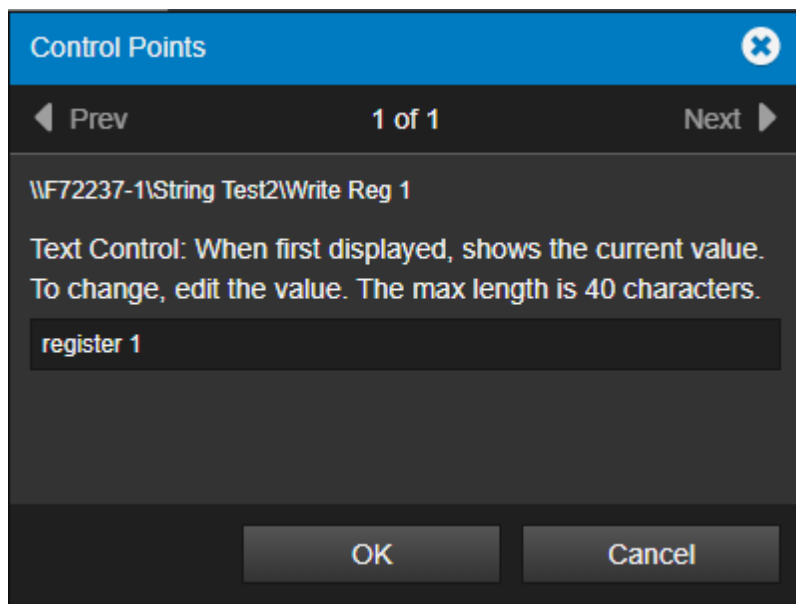 Control Points
Prev 1 of 1 Next
\\F72237-1\String Test2\Write Reg 1
Text Control: When first displayed, shows the current value.
To change, edit the value. The max length is 40 characters.
register 1
OK Cancel